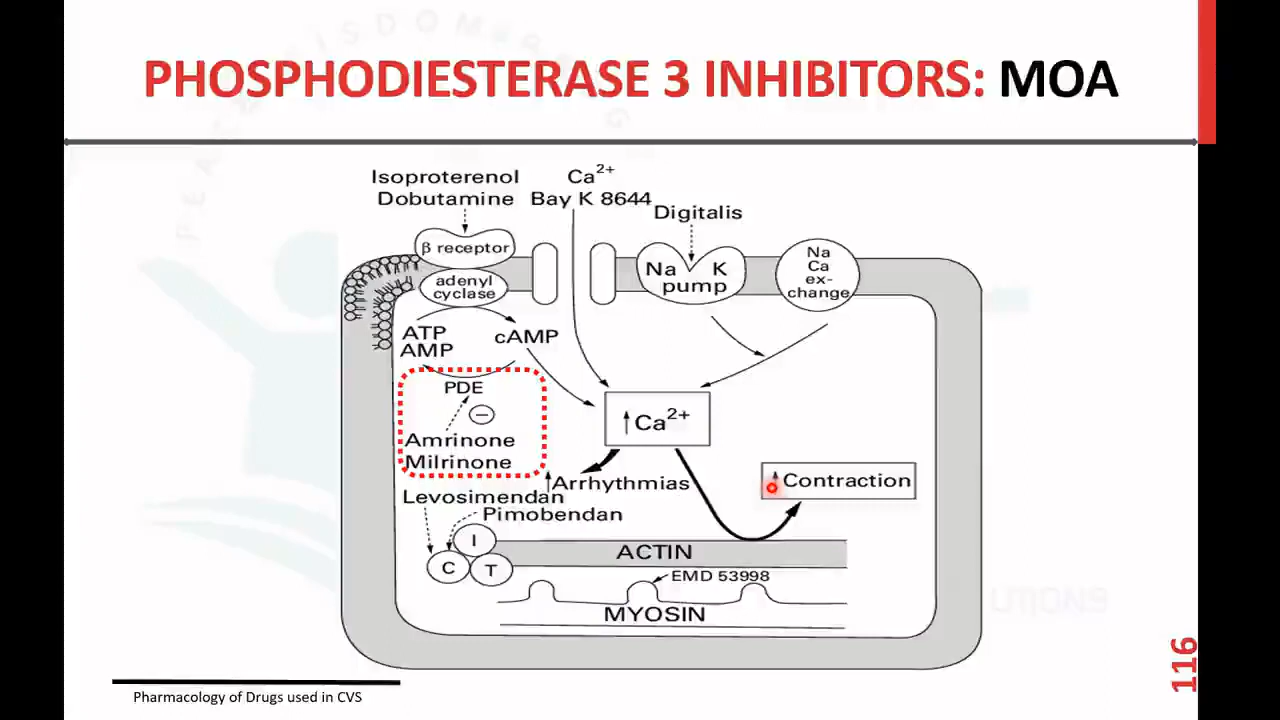 PHOSPHODIESTERASE 3 INHIBITORS: MOA
Isoproterenol
Dobutamine
Ca²⁺
Bay K 8644
Digitalis
β receptor
adenyl
cyclase
Na K
pump
Na
Ca
ex-
change
ATP
AMP
cAMP
PDE
−
Amrinone
Milrinone
↑Ca²⁺
↑Arrhythmias
↑Contraction
Levosimendan
Pimobendan
I
C
T
ACTIN
EMD 53998
MYOSIN
UTIONS
116
Pharmacology of Drugs used in CVS